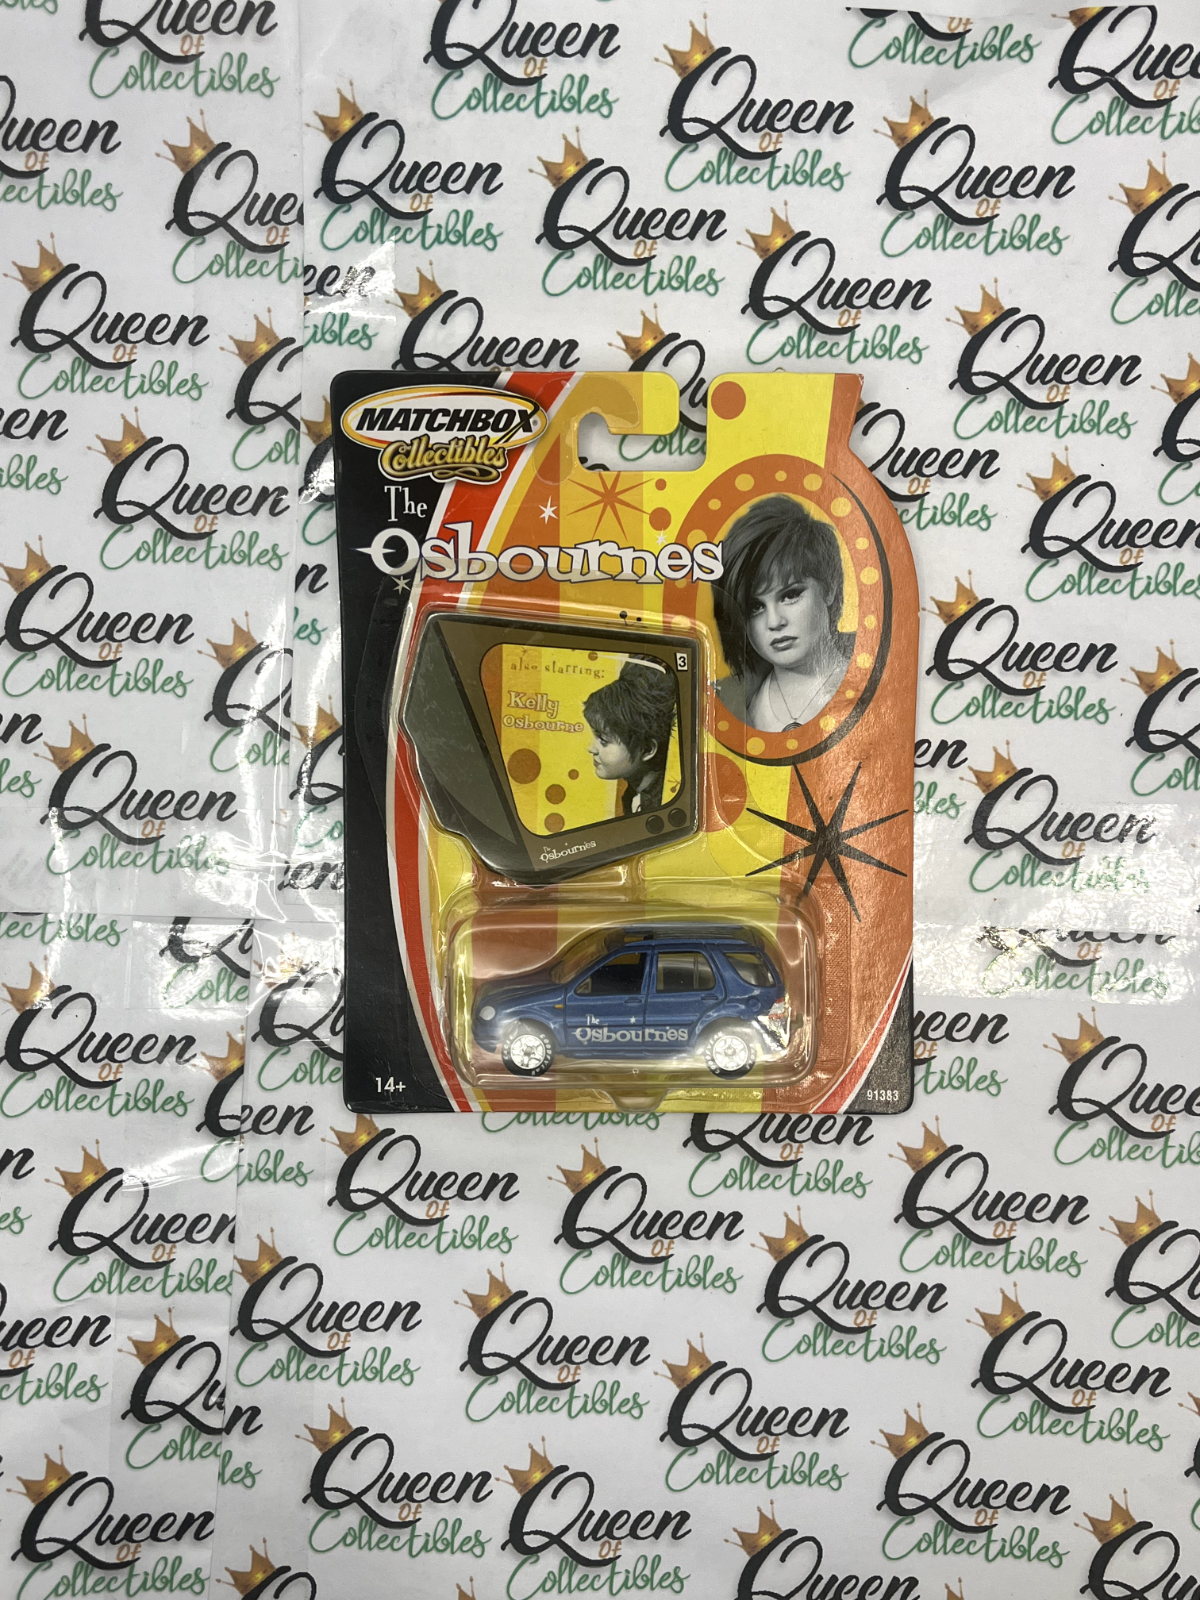 MATCHBOX
Collectibles
The
Osbournes
3
also starring:
Kelly
Osbourne
The
Osbournes
The
Osbournes
14+
91383
Queen
Of
Collectibles